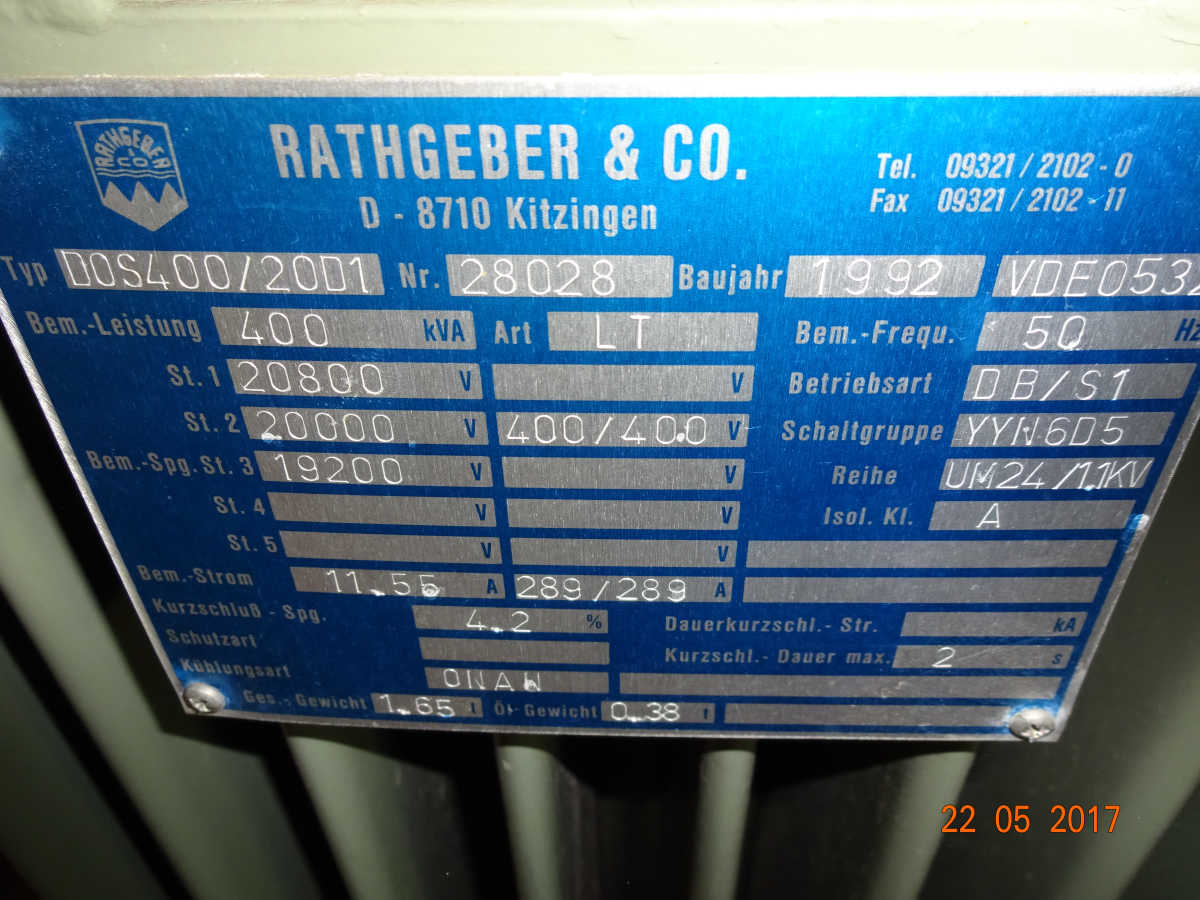 RATHGEBER & CO.
RATHGEBER & CO. Tel. 09321 / 2102 - 0
D - 8710 Kitzingen Fax 09321 / 2102 - 11
Typ DOS400/20D1 Nr. 28028 Baujahr 1992 VDE0532
Bem.-Leistung 400 kVA Art LT Bem.-Frequ. 50 Hz
St. 1 20800 V V Betriebsart DB/S1
St. 2 20000 V 400/400 V Schaltgruppe YYN6D5
Bem.-Spg. St. 3 19200 V V Reihe UM24/1.1KV
St. 4 V V Isol. Kl. A
St. 5 V V
Bem.-Strom 11.55 A 289/289 A
Kurzschluß - Spg. 4.2 % Dauerkurzschl.- Str. kA
Schutzart Kurzschl.- Dauer max. 2 s
Kühlungsart ONAN
Ges.-Gewicht 1.65 t Öl-Gewicht 0.38 t
22 05 2017